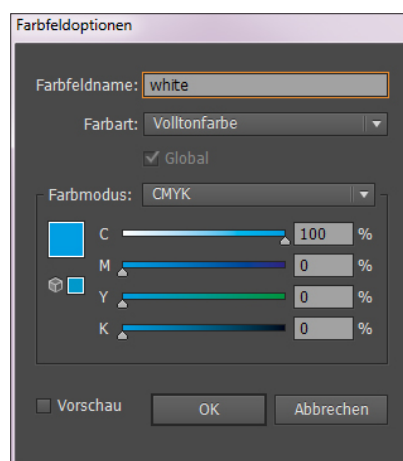 Farbfeldoptionen
Farbfeldname: white
Farbart: Volltonfarbe
Global
Farbmodus: CMYK
C 100 %
M 0 %
Y 0 %
K 0 %
Vorschau OK Abbrechen